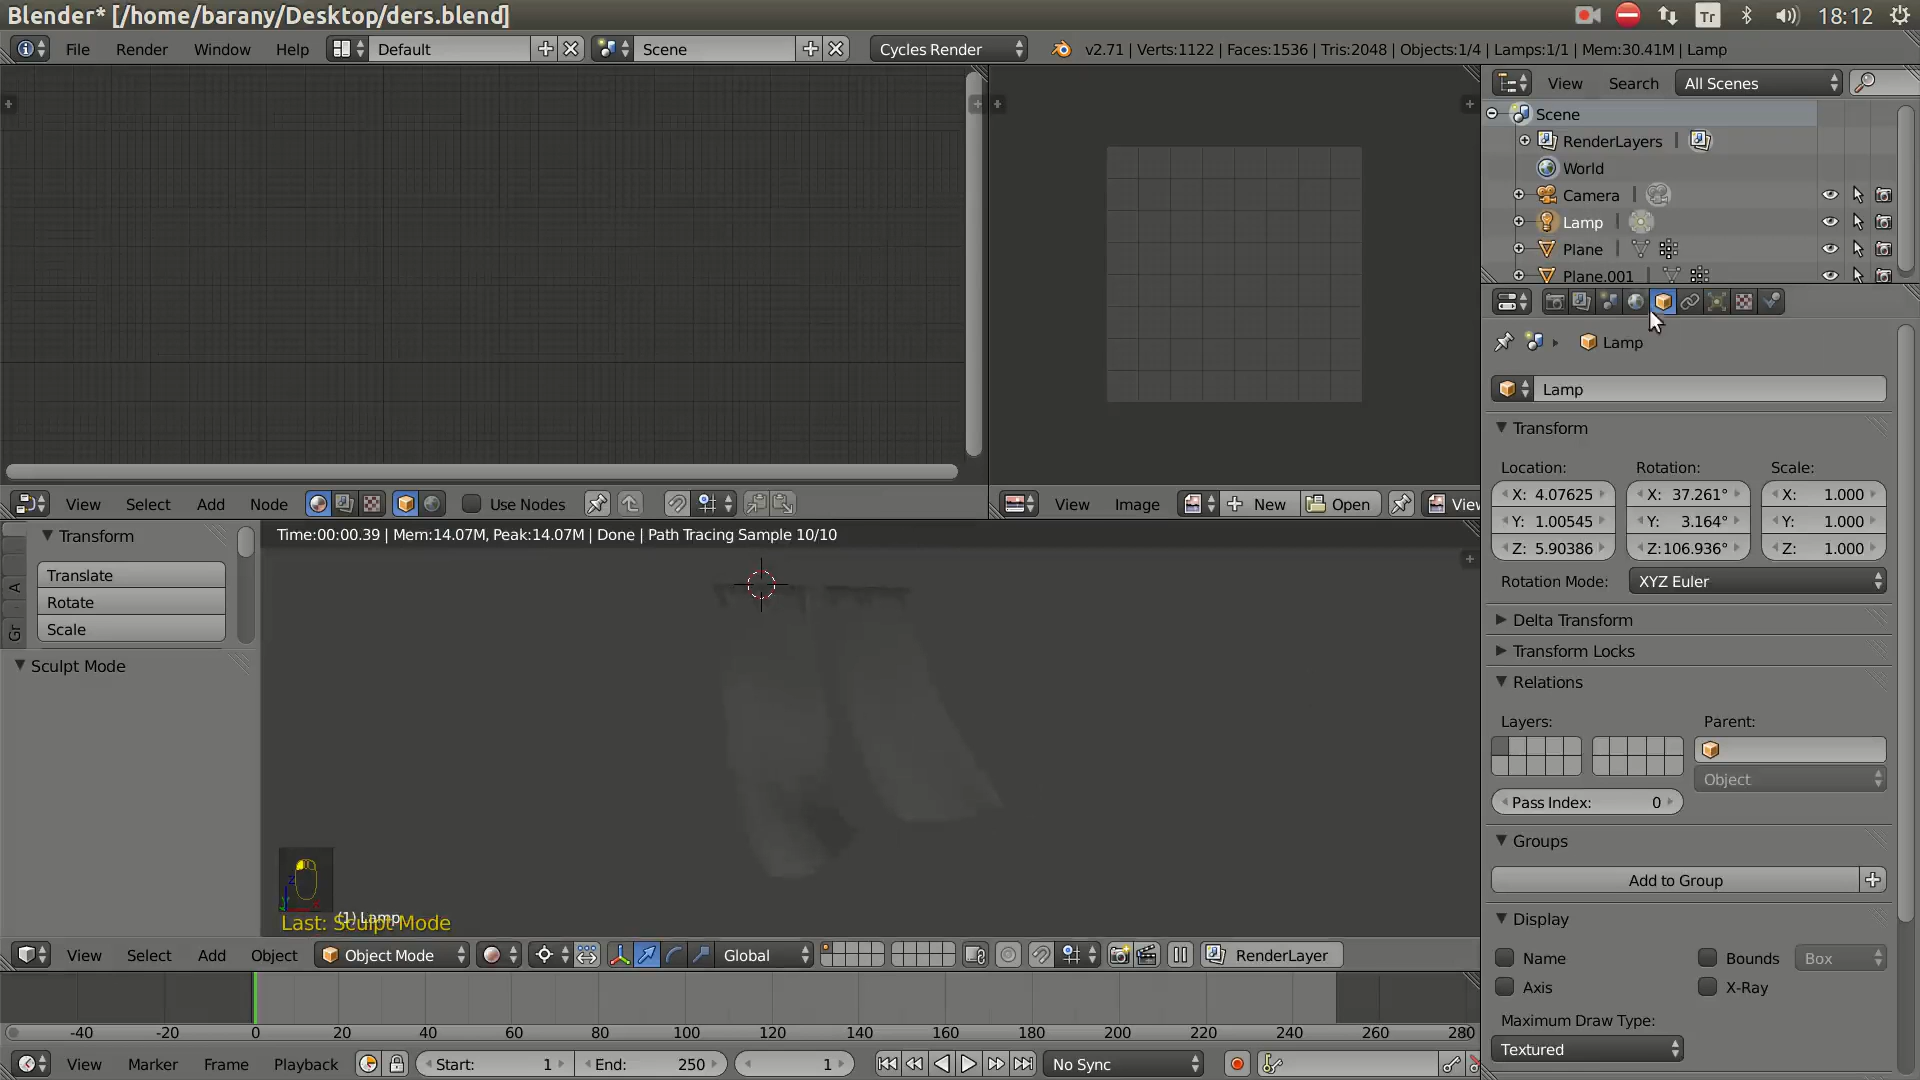 Blender* [/home/barany/Desktop/ders.blend]
Tr
18:12
File Render Window Help
Default
Scene
Cycles Render
v2.71 | Verts:1122 | Faces:1536 | Tris:2048 | Objects:1/4 | Lamps:1/1 | Mem:30.41M | Lamp
View Search All Scenes
Scene
RenderLayers
World
Camera
Lamp
Plane
Plane.001
Lamp
Lamp
Transform
Location: Rotation: Scale:
X: 4.07625 X: 37.261° X: 1.000
Y: 1.00545 Y: 3.164° Y: 1.000
Z: 5.90386 Z:106.936° Z: 1.000
Rotation Mode: XYZ Euler
Delta Transform
Transform Locks
Relations
Layers: Parent:
Object
Pass Index: 0
Groups
Add to Group
Display
Name Bounds Box
Axis X-Ray
Maximum Draw Type:
Textured
View Select Add Node Use Nodes
View Image New Open Viev
Transform
Translate
Rotate
Scale
A
Gr
Sculpt Mode
Time:00:00.39 | Mem:14.07M, Peak:14.07M | Done | Path Tracing Sample 10/10
Z
(1) Lamp
Last: Sculpt Mode
View Select Add Object Object Mode Global RenderLayer
-40 -20 0 20 40 60 80 100 120 140 160 180 200 220 240 260 280
View Marker Frame Playback Start: 1 End: 250 1 No Sync